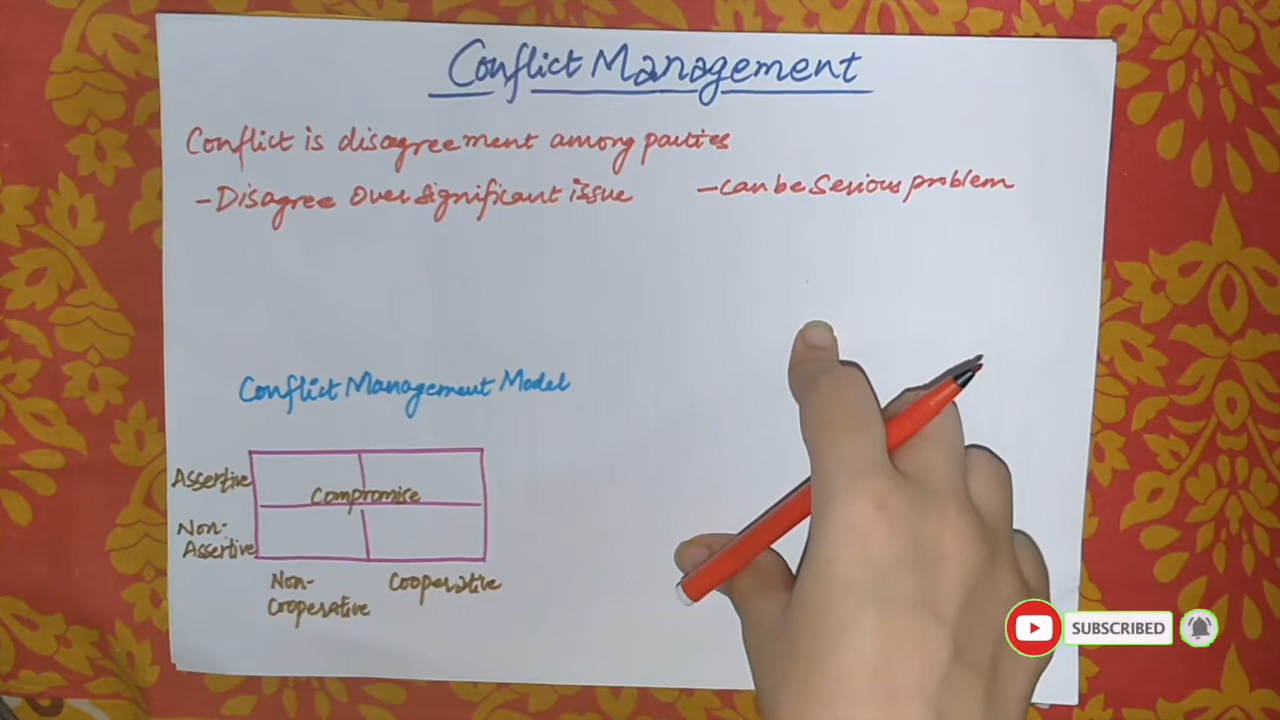 Conflict Management
Conflict is disagreement among parties
- Disagree Over significant issue
- can be Serious problem
Conflict Management Model
Assertive
Compromise
Non-
Assertive
Non-
Cooperative
Cooperative
SUBSCRIBED